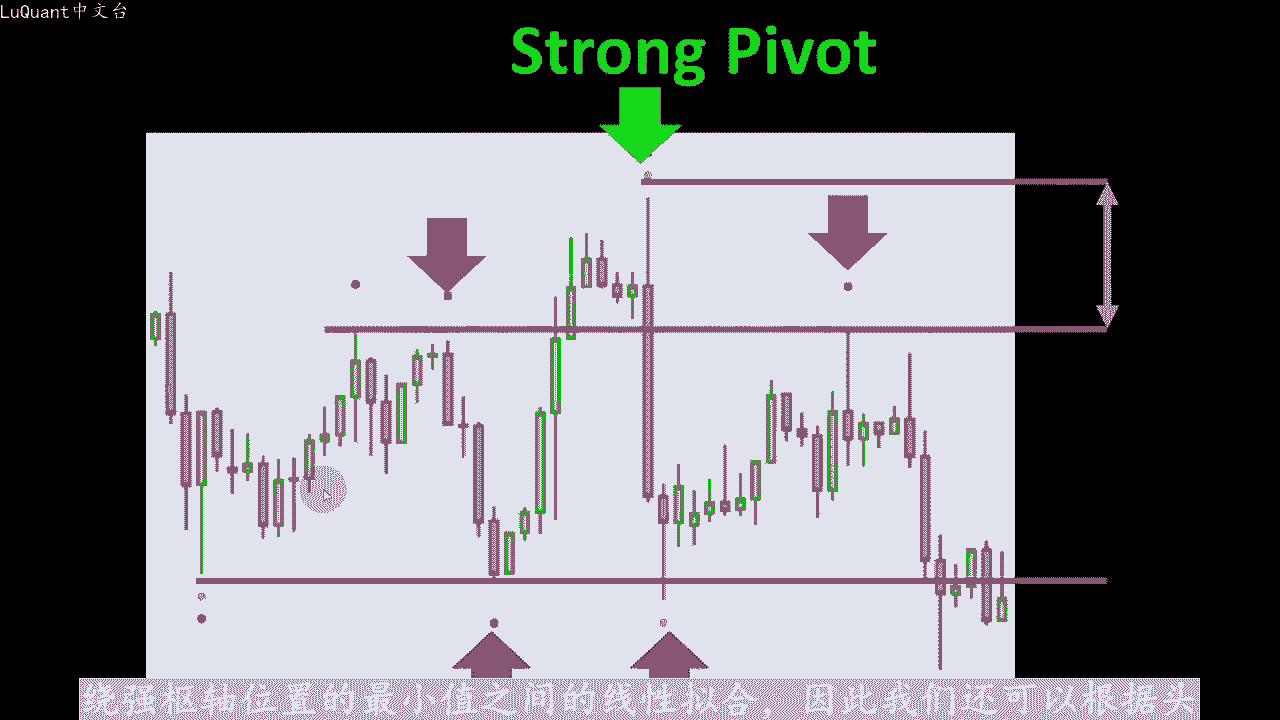 LuQuant中文台
Strong Pivot
绕强枢轴位置的最小值之间的线性拟合，因此我们还可以根据头